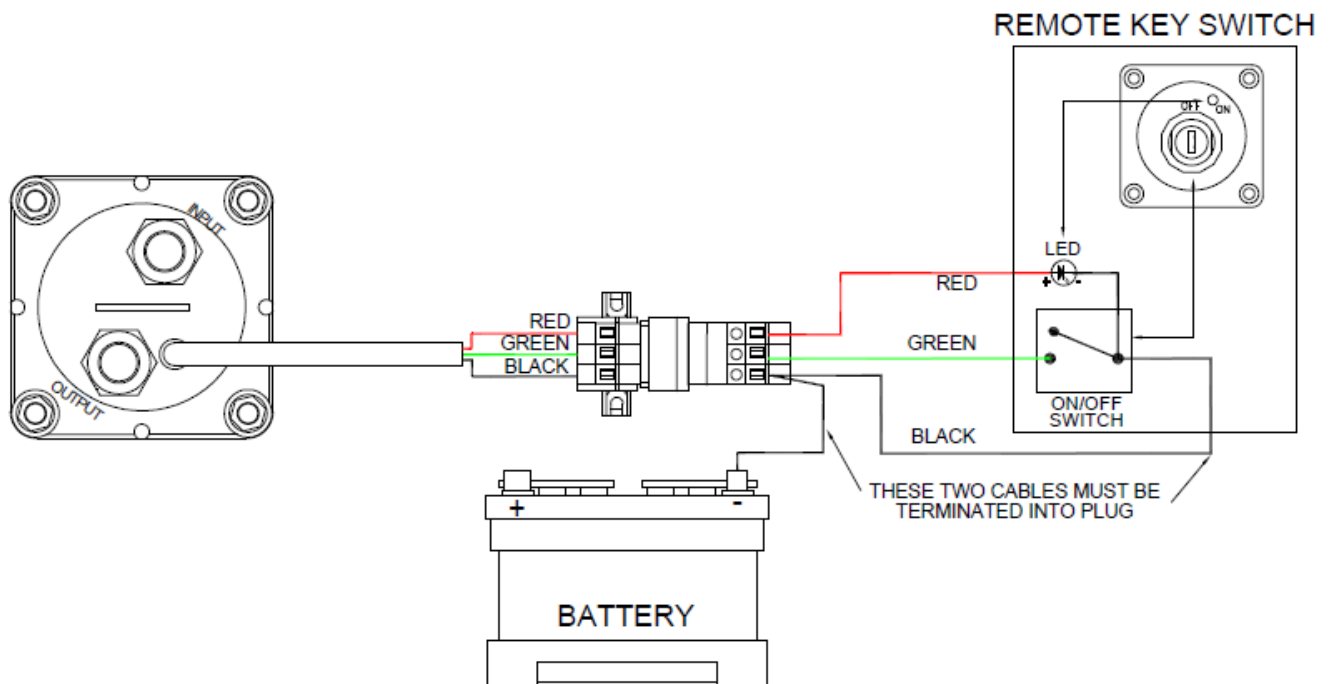 REMOTE KEY SWITCH
OFF
ON
INPUT
OUTPUT
LED
+ -
RED
GREEN
BLACK
RED
GREEN
BLACK
ON/OFF
SWITCH
THESE TWO CABLES MUST BE
TERMINATED INTO PLUG
+ -
BATTERY